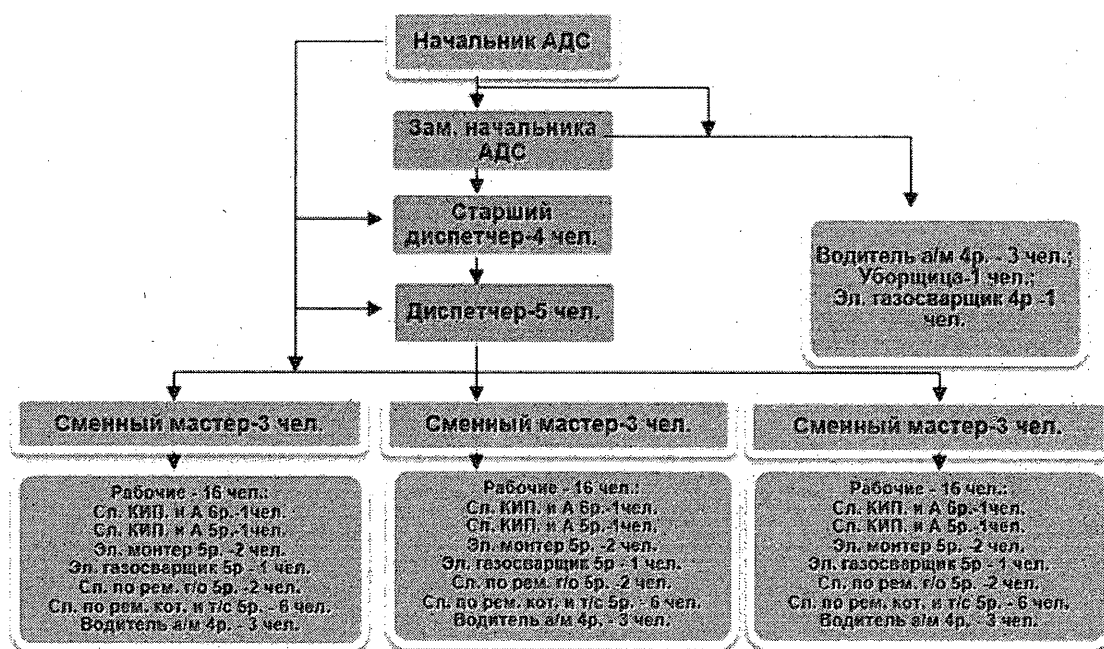 Начальник АДС
Зам. начальника
АДС
Старший
диспетчер-4 чел.
Диспетчер-5 чел.
Водитель а/м 4р. - 3 чел.;
Уборщица-1 чел.;
Эл. газосварщик 4р -1
чел.
Сменный мастер-3 чел.
Рабочие - 16 чел.:
Сл. КИП. и А 6р.-1чел.
Сл. КИП. и А 5р.-1чел.
Эл. монтер 5р. -2 чел.
Эл. газосварщик 5р - 1 чел.
Сл. по рем. г/о 5р. -2 чел.
Сл. по рем. кот. и т/с 5р. - 6 чел.
Водитель а/м 4р. - 3 чел.
Сменный мастер-3 чел.
Рабочие - 16 чел.:
Сл. КИП. и А 6р.-1чел.
Сл. КИП. и А 5р.-1чел.
Эл. монтер 5р. -2 чел.
Эл. газосварщик 5р - 1 чел.
Сл. по рем. г/о 5р. -2 чел.
Сл. по рем. кот. и т/с 5р. - 6 чел.
Водитель а/м 4р. - 3 чел.
Сменный мастер-3 чел.
Рабочие - 16 чел.:
Сл. КИП. и А 6р.-1чел.
Сл. КИП. и А 5р.-1чел.
Эл. монтер 5р. -2 чел.
Эл. газосварщик 5р - 1 чел.
Сл. по рем. г/о 5р. -2 чел.
Сл. по рем. кот. и т/с 5р. - 6 чел.
Водитель а/м 4р. - 3 чел.